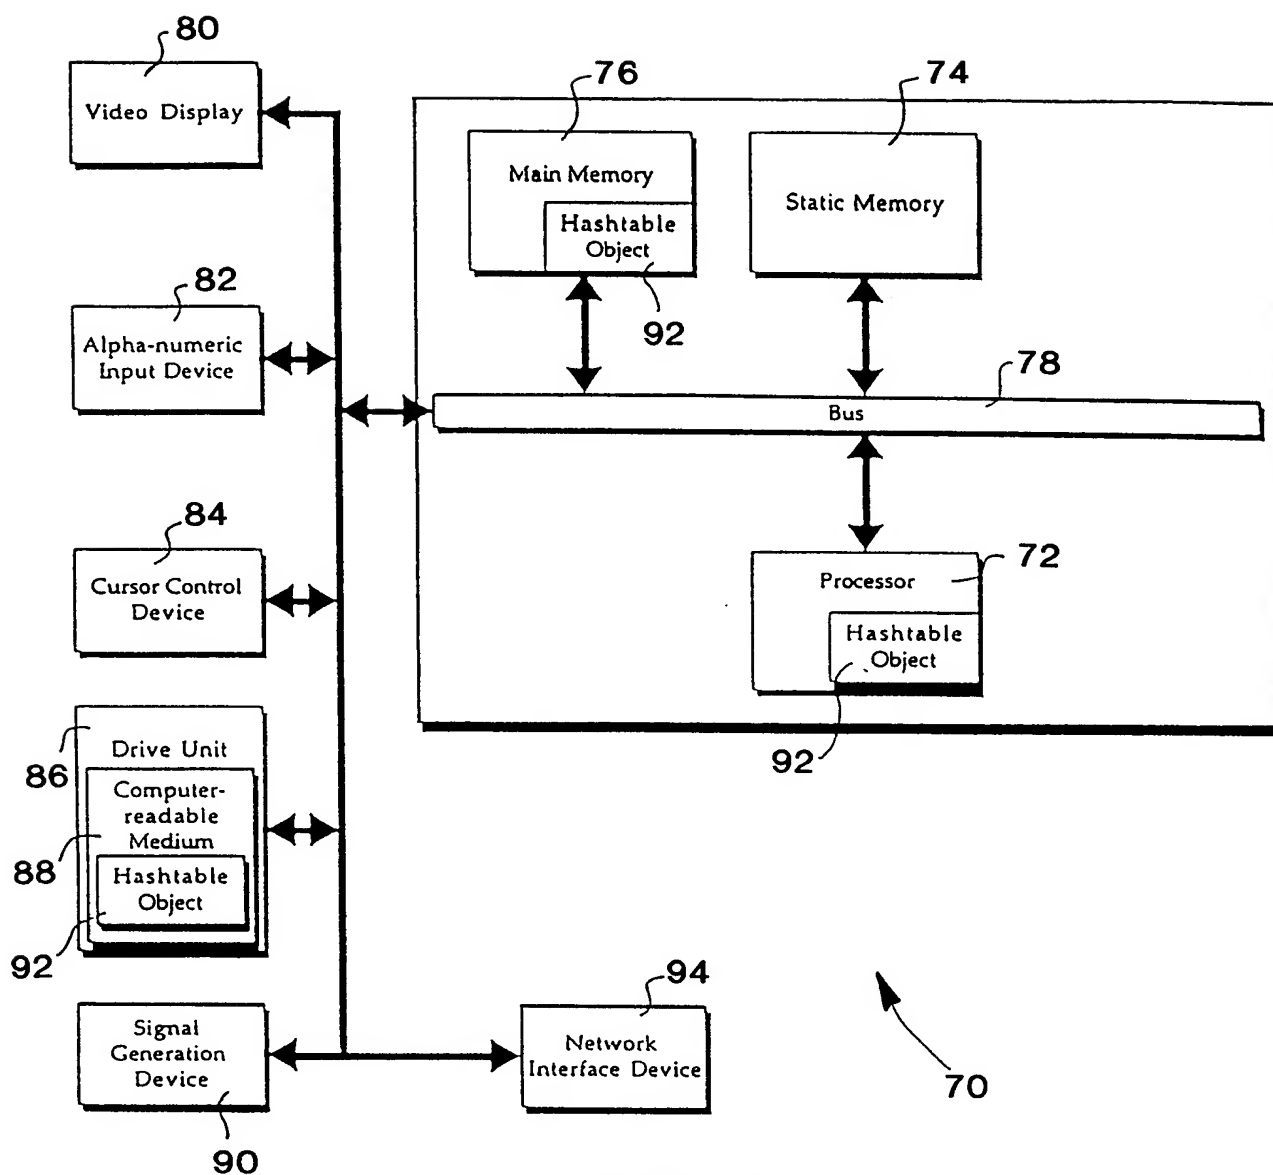 80
Video Display
76
74
Main Memory
Hashtable
Object
92
Static Memory
82
Alpha-numeric
Input Device
78
Bus
84
Cursor Control
Device
72
Processor
Hashtable
Object
92
86
Drive Unit
Computer-
readable
Medium
88
Hashtable
Object
92
Signal
Generation
Device
90
94
Network
Interface Device
70